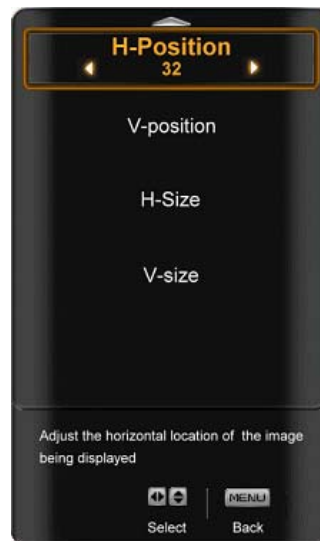 H-Position
32
V-position
H-Size
V-size
Adjust the horizontal location of the image
being displayed
MENU
Select
Back